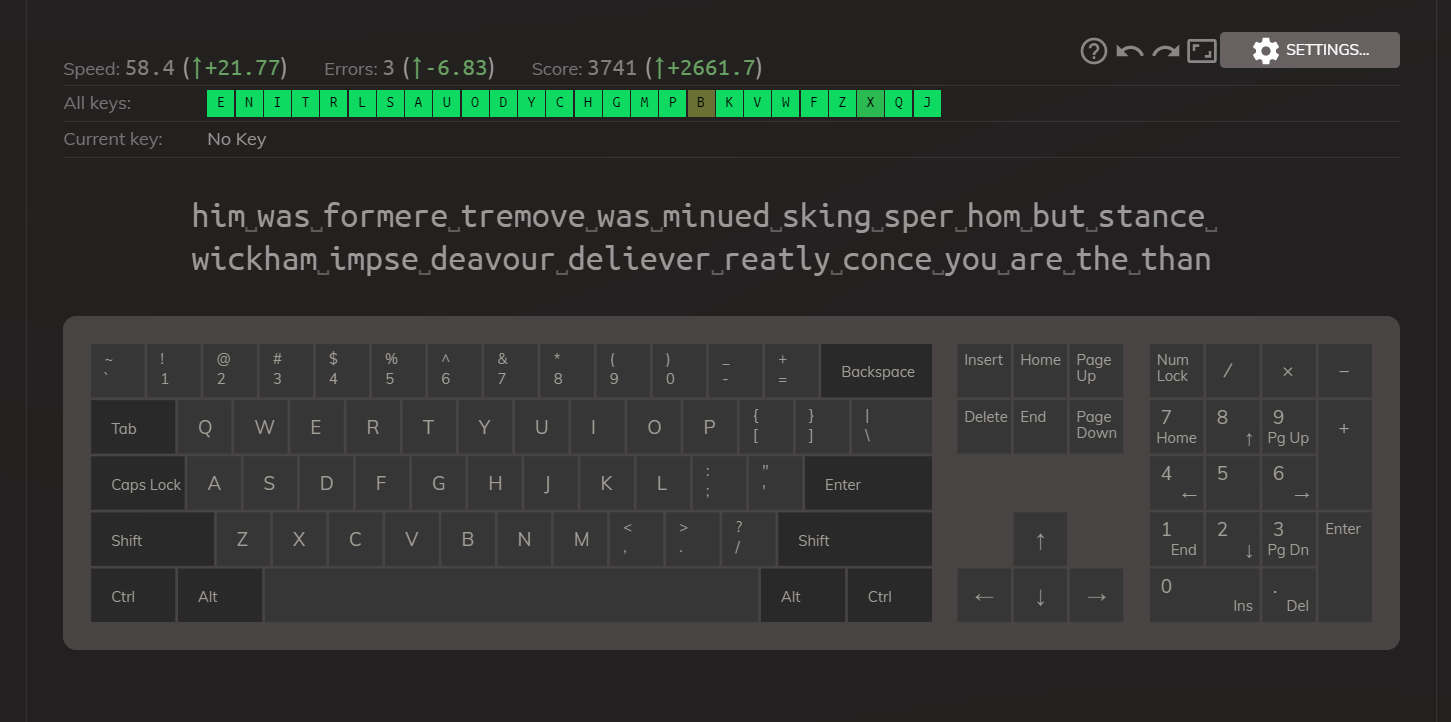 SETTINGS...
Speed: 58.4 (↑+21.77) Errors: 3 (↑-6.83) Score: 3741 (↑+2661.7)
All keys: E N I T R L S A U O D Y C H G M P B K V W F Z X Q J
Current key: No Key
him␣was␣formere␣tremove␣was␣minued␣sking␣sper␣hom␣but␣stance␣
wickham␣impse␣deavour␣deliever␣reatly␣conce␣you␣are␣the␣than
~ ! @ # $ % ^ & * ( ) _ +
` 1 2 3 4 5 6 7 8 9 0 - = Backspace
Insert Home Page Up
Num Lock / × −
Tab Q W E R T Y U I O P { [ } ] | \
Delete End Page Down
7 Home 8 ↑ 9 Pg Up +
Caps Lock A S D F G H J K L : ; " ' Enter
4 ← 5 6 →
Shift Z X C V B N M < , > . ? / Shift
↑
1 End 2 ↓ 3 Pg Dn Enter
Ctrl Alt Alt Ctrl
← ↓ →
0 Ins . Del